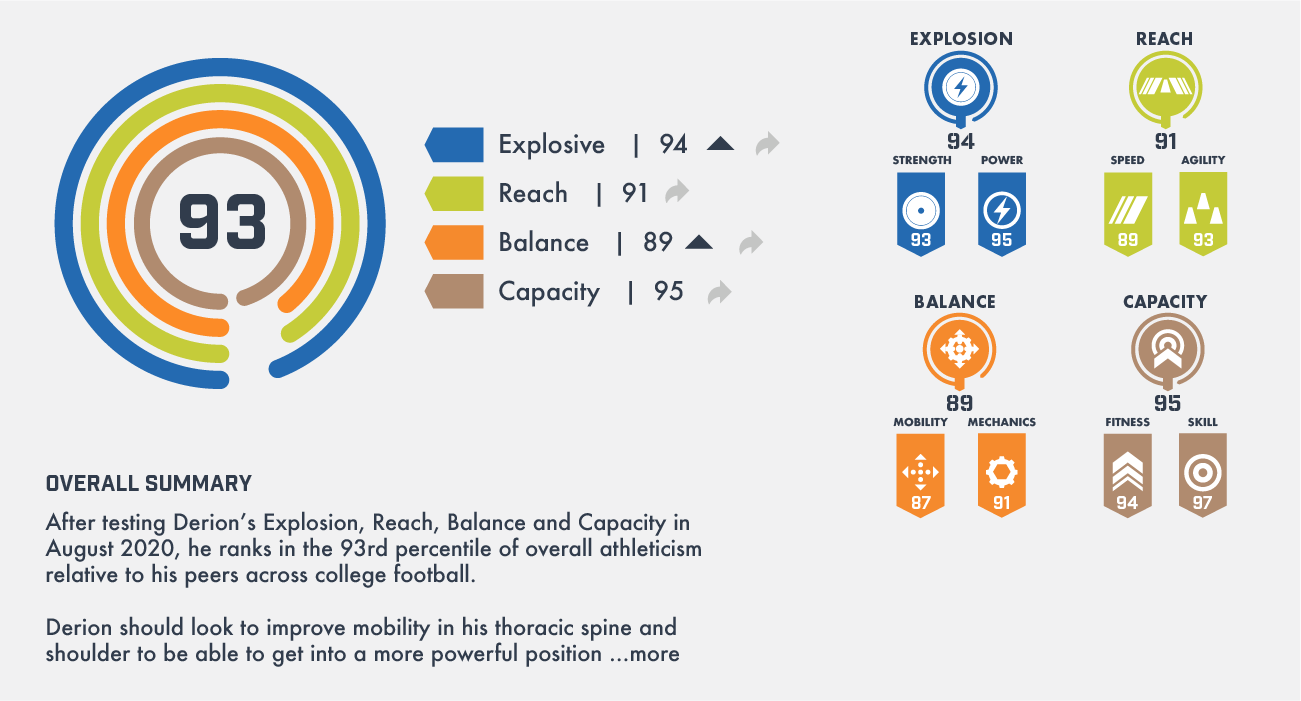 93
Explosive | 94
Reach | 91
Balance | 89
Capacity | 95
EXPLOSION
94
STRENGTH POWER
93 95
REACH
91
SPEED AGILITY
89 93
BALANCE
89
MOBILITY MECHANICS
87 91
CAPACITY
95
FITNESS SKILL
94 97
OVERALL SUMMARY
After testing Derion's Explosion, Reach, Balance and Capacity in
August 2020, he ranks in the 93rd percentile of overall athleticism
relative to his peers across college football.
Derion should look to improve mobility in his thoracic spine and
shoulder to be able to get into a more powerful position ...more